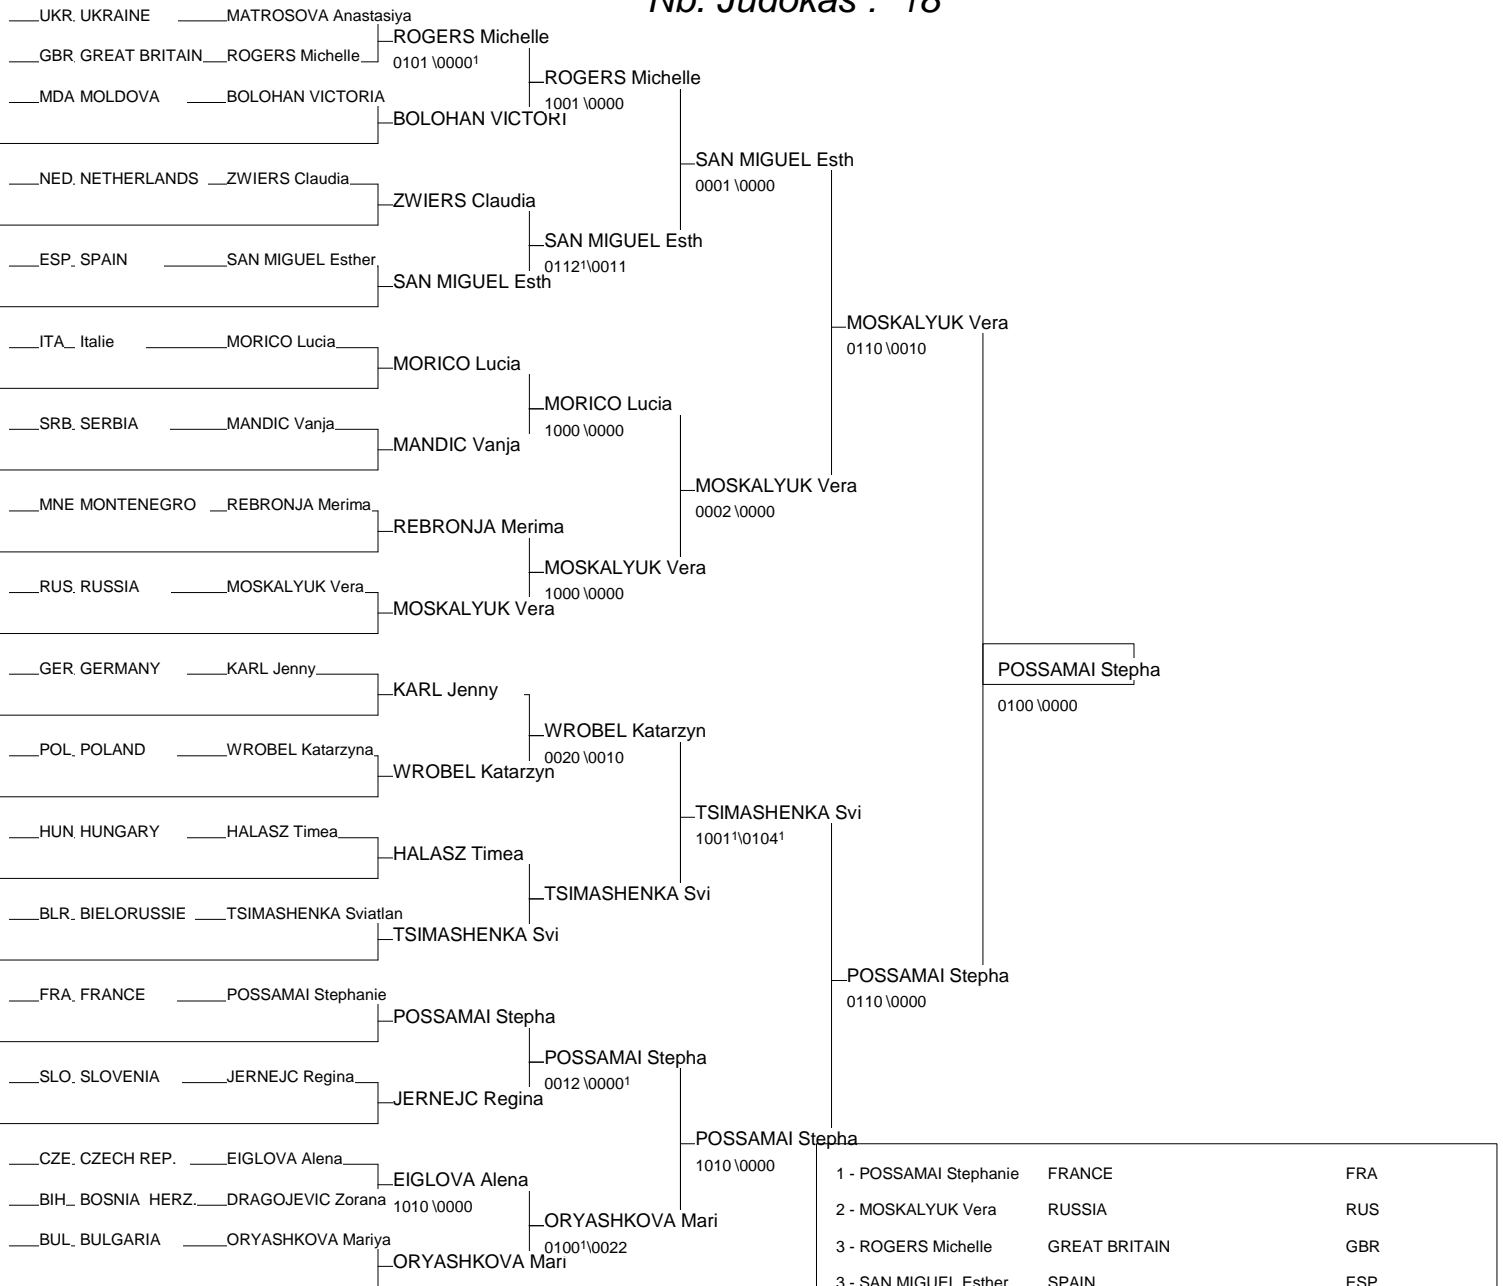 Nb. Judokas : 18
UKR UKRAINE MATROSOVA Anastasiya
ROGERS Michelle
GBR GREAT BRITAIN ROGERS Michelle
0101 \0000¹
ROGERS Michelle
MDA MOLDOVA BOLOHAN VICTORIA
1001 \0000
BOLOHAN VICTORI
SAN MIGUEL Esth
NED NETHERLANDS ZWIERS Claudia
0001 \0000
ZWIERS Claudia
SAN MIGUEL Esth
ESP SPAIN SAN MIGUEL Esther
0112¹\0011
SAN MIGUEL Esth
MOSKALYUK Vera
ITA Italie MORICO Lucia
0110 \0010
MORICO Lucia
MORICO Lucia
SRB SERBIA MANDIC Vanja
1000 \0000
MANDIC Vanja
MOSKALYUK Vera
MNE MONTENEGRO REBRONJA Merima
0002 \0000
REBRONJA Merima
MOSKALYUK Vera
RUS RUSSIA MOSKALYUK Vera
1000 \0000
MOSKALYUK Vera
GER GERMANY KARL Jenny
POSSAMAI Stepha
KARL Jenny
0100 \0000
WROBEL Katarzyn
POL POLAND WROBEL Katarzyna
0020 \0010
WROBEL Katarzyn
TSIMASHENKA Svi
HUN HUNGARY HALASZ Timea
1001¹\0104¹
HALASZ Timea
TSIMASHENKA Svi
BLR BIELORUSSIE TSIMASHENKA Sviatlan
TSIMASHENKA Svi
POSSAMAI Stepha
FRA FRANCE POSSAMAI Stephanie
0110 \0000
POSSAMAI Stepha
POSSAMAI Stepha
SLO SLOVENIA JERNEJC Regina
0012 \0000¹
JERNEJC Regina
POSSAMAI Stepha
CZE CZECH REP. EIGLOVA Alena
1010 \0000
1 - POSSAMAI Stephanie FRANCE FRA
EIGLOVA Alena
BIH BOSNIA HERZ. DRAGOJEVIC Zorana
1010 \0000
2 - MOSKALYUK Vera RUSSIA RUS
ORYASHKOVA Mari
BUL BULGARIA ORYASHKOVA Mariya
0100¹\0022
3 - ROGERS Michelle GREAT BRITAIN GBR
ORYASHKOVA Mari
3 - SAN MIGUEL Esther SPAIN ESP